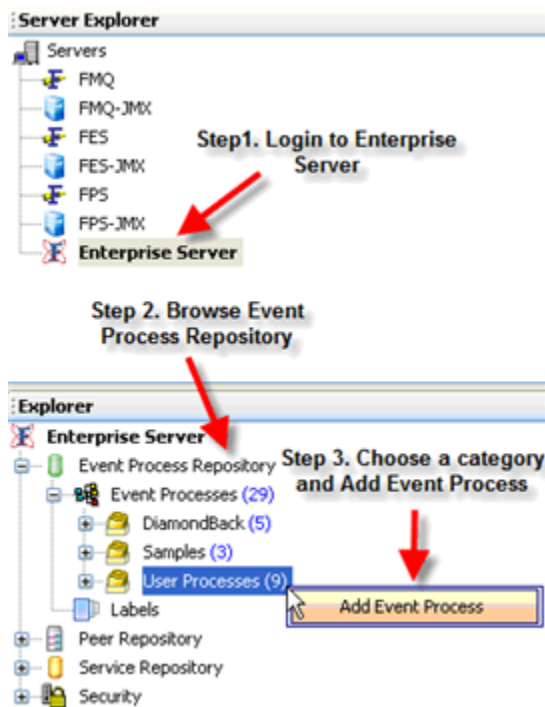 Server Explorer
Servers
FMQ
FMQ-JMX
FES
FES-JMX
FPS
FPS-JMX
Enterprise Server
Step1. Login to Enterprise
Server
Step 2. Browse Event
Process Repository
Explorer
Enterprise Server
Event Process Repository
Event Processes (29)
DiamondBack (5)
Samples (3)
User Processes (9)
Labels
Peer Repository
Service Repository
Security
Step 3. Choose a category
and Add Event Process
Add Event Process